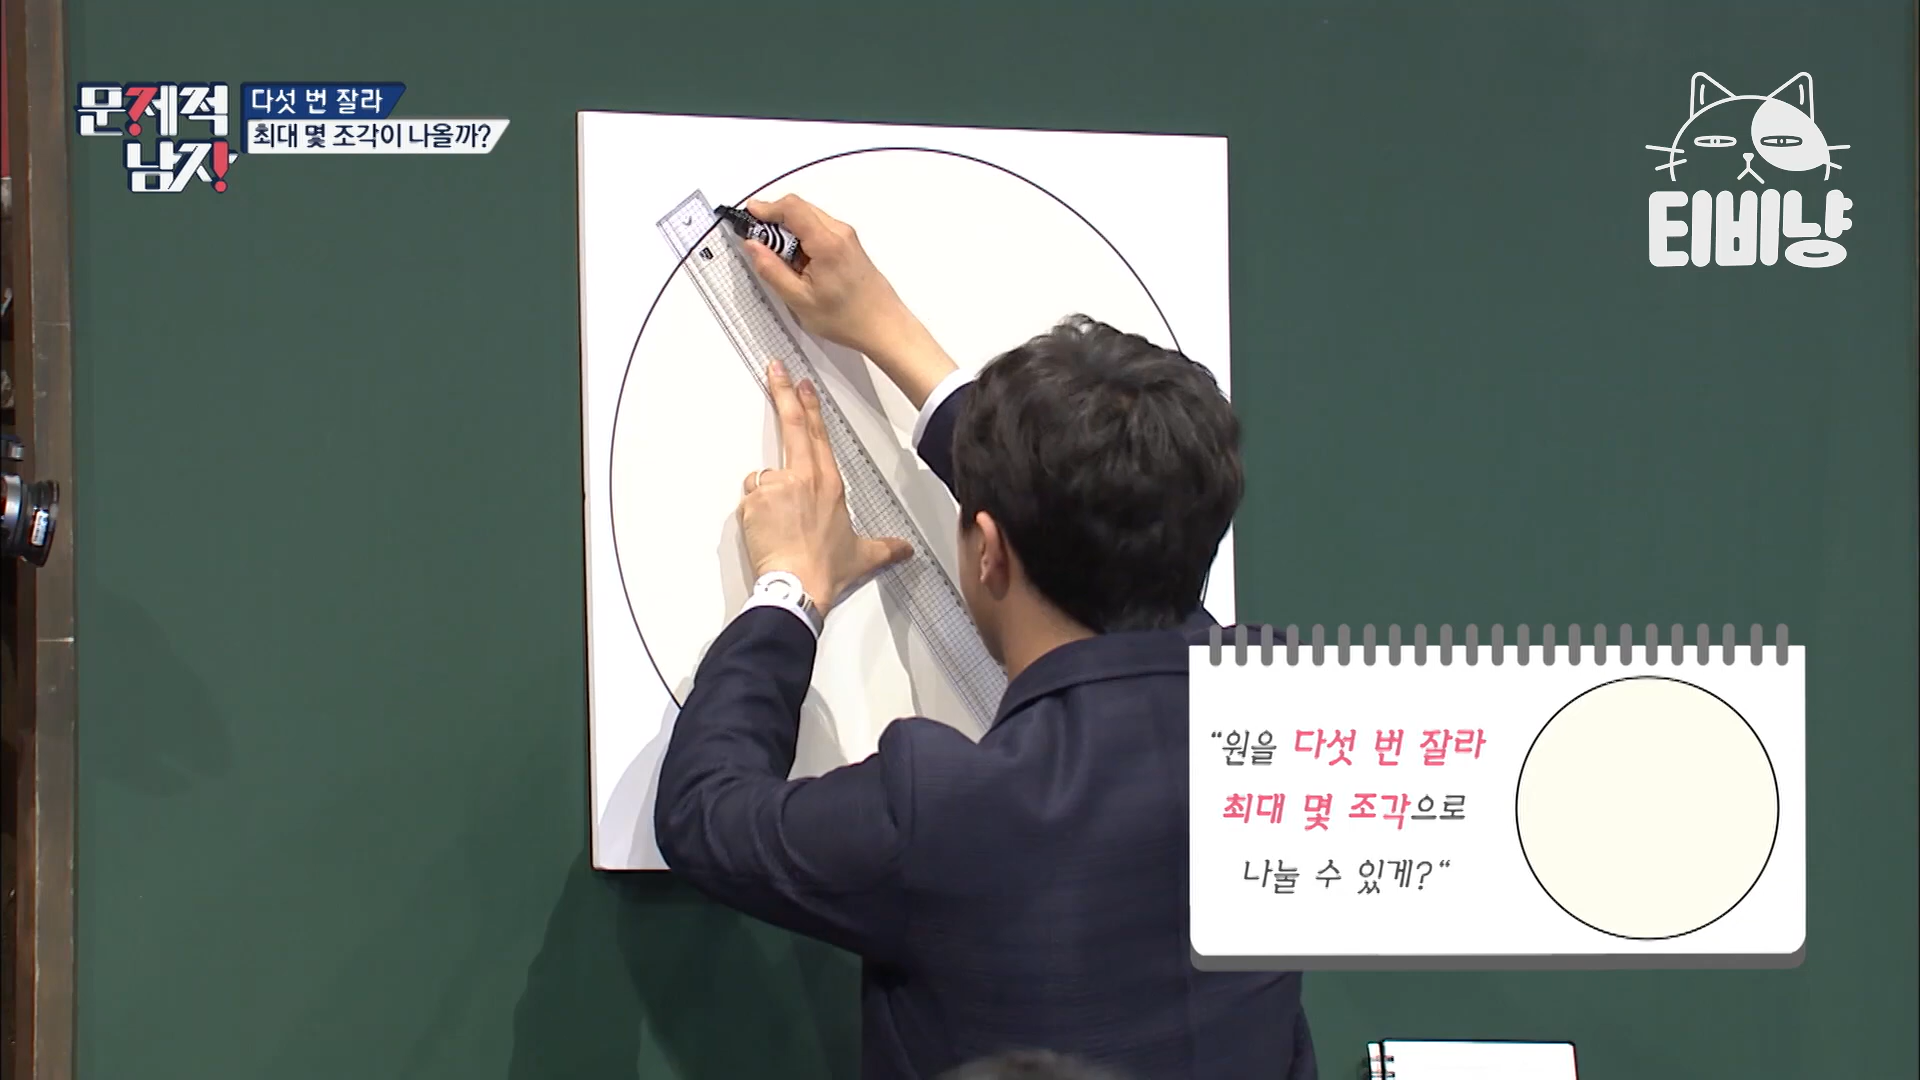 문제적
남자
다섯 번 잘라
최대 몇 조각이 나올까?
티비냥
“원을 다섯 번 잘라
최대 몇 조각으로
나눌 수 있게?“